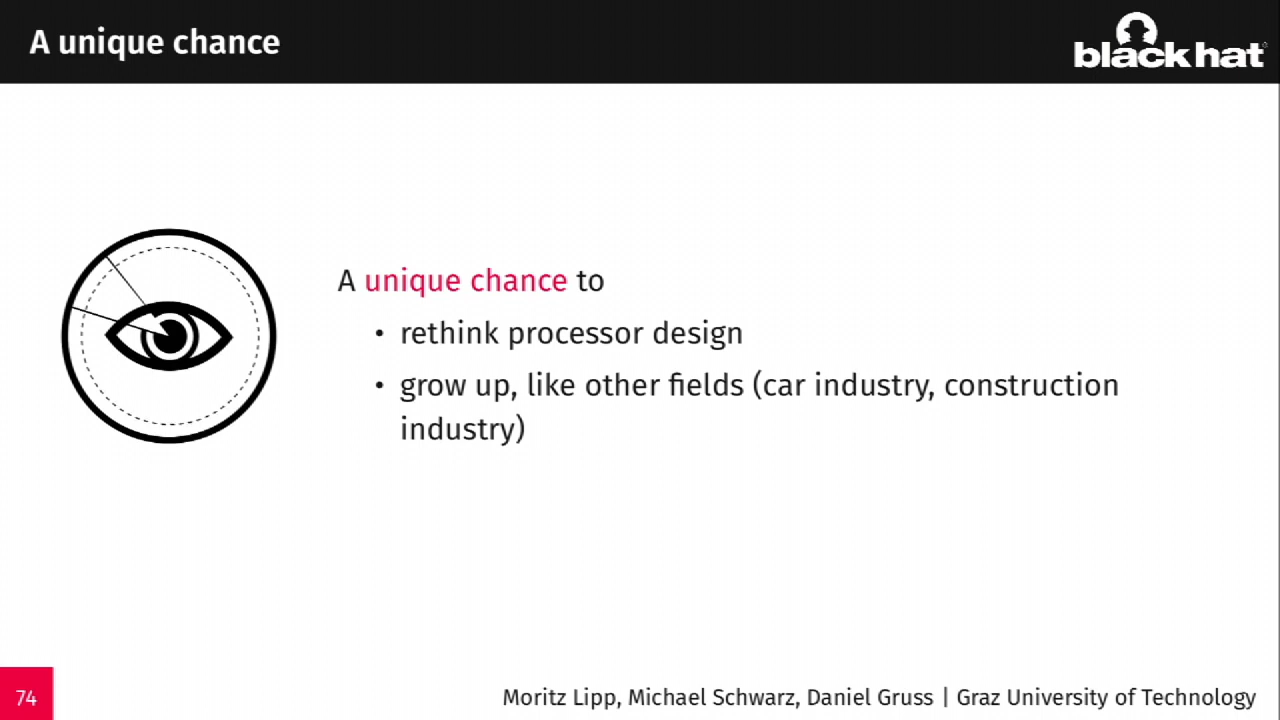 A unique chance
black hat
A unique chance to
• rethink processor design
• grow up, like other fields (car industry, construction
industry)
74
Moritz Lipp, Michael Schwarz, Daniel Gruss | Graz University of Technology